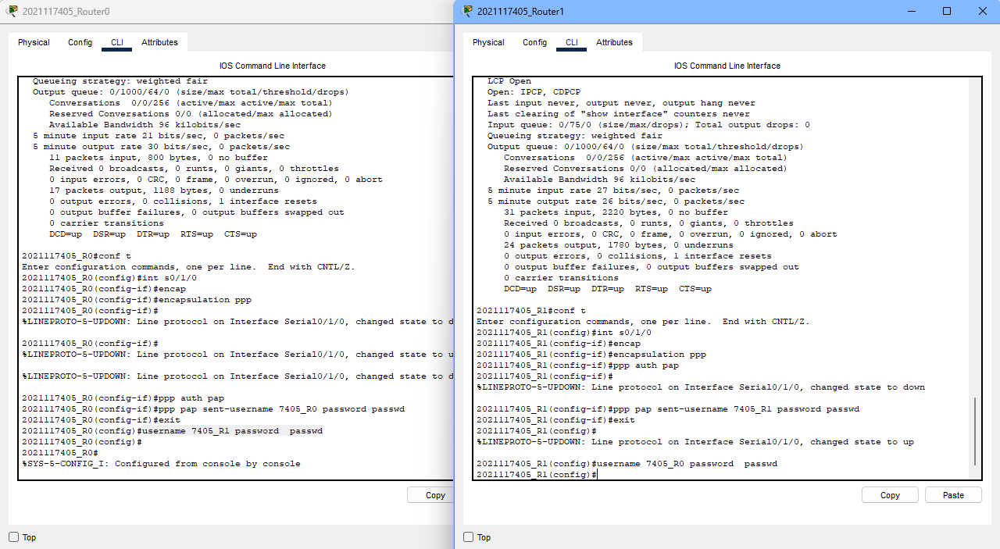 2021117405_Router0
Physical Config CLI Attributes
IOS Command Line Interface
Queueing strategy: weighted fair
Output queue: 0/1000/64/0 (size/max total/threshold/drops)
Conversations  0/0/256 (active/max active/max total)
Reserved Conversations 0/0 (allocated/max allocated)
Available Bandwidth 96 kilobits/sec
5 minute input rate 21 bits/sec, 0 packets/sec
5 minute output rate 30 bits/sec, 0 packets/sec
11 packets input, 800 bytes, 0 no buffer
Received 0 broadcasts, 0 runts, 0 giants, 0 throttles
0 input errors, 0 CRC, 0 frame, 0 overrun, 0 ignored, 0 abort
17 packets output, 1188 bytes, 0 underruns
0 output errors, 0 collisions, 1 interface resets
0 output buffer failures, 0 output buffers swapped out
0 carrier transitions
DCD=up  DSR=up  DTR=up  RTS=up  CTS=up
2021117405_R0#conf t
Enter configuration commands, one per line.  End with CNTL/Z.
2021117405_R0(config)#int s0/1/0
2021117405_R0(config-if)#encap
2021117405_R0(config-if)#encapsulation ppp
2021117405_R0(config-if)#
%LINEPROTO-5-UPDOWN: Line protocol on Interface Serial0/1/0, changed state to d
2021117405_R0(config-if)#
%LINEPROTO-5-UPDOWN: Line protocol on Interface Serial0/1/0, changed state to u
%LINEPROTO-5-UPDOWN: Line protocol on Interface Serial0/1/0, changed state to d
2021117405_R0(config-if)#ppp auth pap
2021117405_R0(config-if)#ppp pap sent-username 7405_R0 password passwd
2021117405_R0(config-if)#exit
2021117405_R0(config)#username 7405_R1 password  passwd
2021117405_R0(config)#
2021117405_R0#
%SYS-5-CONFIG_I: Configured from console by console
Copy
Top
2021117405_Router1
Physical Config CLI Attributes
IOS Command Line Interface
LCP Open
Open: IPCP, CDPCP
Last input never, output never, output hang never
Last clearing of "show interface" counters never
Input queue: 0/75/0 (size/max/drops); Total output drops: 0
Queueing strategy: weighted fair
Output queue: 0/1000/64/0 (size/max total/threshold/drops)
Conversations  0/0/256 (active/max active/max total)
Reserved Conversations 0/0 (allocated/max allocated)
Available Bandwidth 96 kilobits/sec
5 minute input rate 27 bits/sec, 0 packets/sec
5 minute output rate 26 bits/sec, 0 packets/sec
31 packets input, 2220 bytes, 0 no buffer
Received 0 broadcasts, 0 runts, 0 giants, 0 throttles
0 input errors, 0 CRC, 0 frame, 0 overrun, 0 ignored, 0 abort
24 packets output, 1780 bytes, 0 underruns
0 output errors, 0 collisions, 1 interface resets
0 output buffer failures, 0 output buffers swapped out
0 carrier transitions
DCD=up  DSR=up  DTR=up  RTS=up  CTS=up
2021117405_R1#conf t
Enter configuration commands, one per line.  End with CNTL/Z.
2021117405_R1(config)#int s0/1/0
2021117405_R1(config-if)#encap
2021117405_R1(config-if)#encapsulation ppp
2021117405_R1(config-if)#ppp auth pap
2021117405_R1(config-if)#
%LINEPROTO-5-UPDOWN: Line protocol on Interface Serial0/1/0, changed state to down
2021117405_R1(config-if)#ppp pap sent-username 7405_R1 password passwd
2021117405_R1(config-if)#exit
2021117405_R1(config)#
%LINEPROTO-5-UPDOWN: Line protocol on Interface Serial0/1/0, changed state to up
2021117405_R1(config)#username 7405_R0 password  passwd
2021117405_R1(config)#
Copy Paste
Top